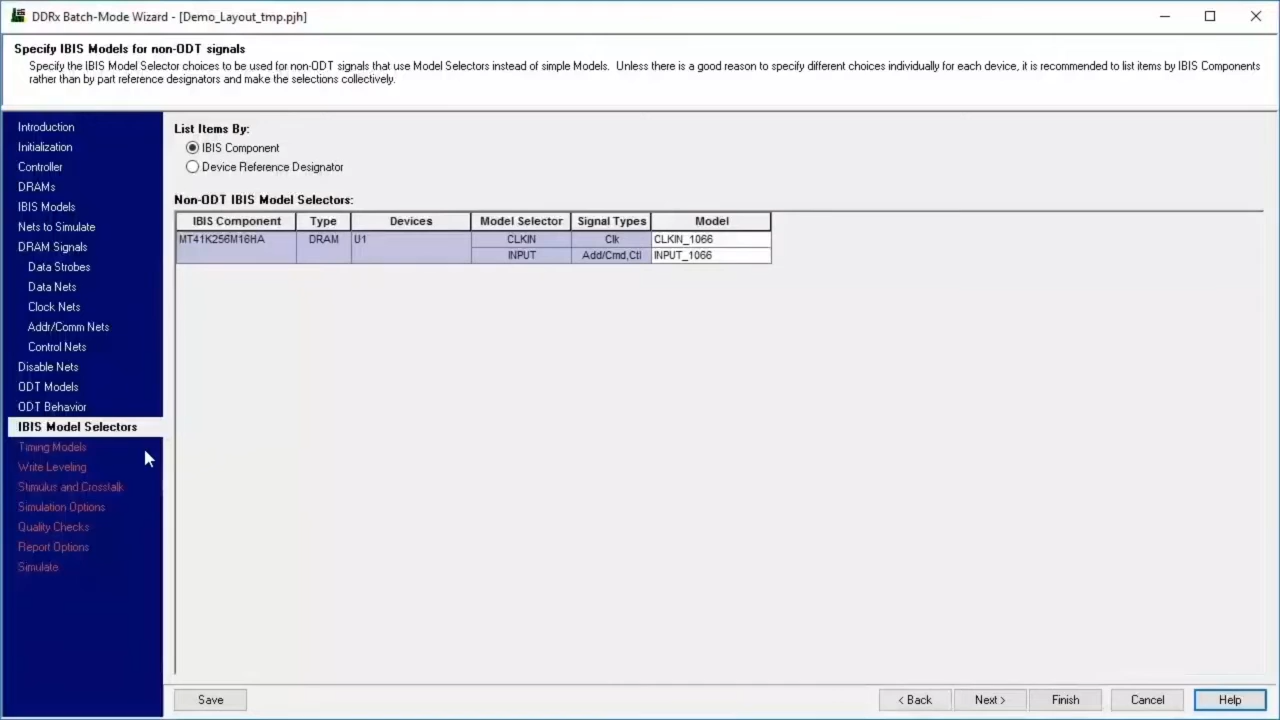 DDRx Batch-Mode Wizard - [Demo_Layout_tmp.pjh]
Specify IBIS Models for non-ODT signals
Specify the IBIS Model Selector choices to be used for non-ODT signals that use Model Selectors instead of simple Models. Unless there is a good reason to specify different choices individually for each device, it is recommended to list items by IBIS Components
rather than by part reference designators and make the selections collectively.
Introduction
Initialization
Controller
DRAMs
IBIS Models
Nets to Simulate
DRAM Signals
Data Strobes
Data Nets
Clock Nets
Addr/Comm Nets
Control Nets
Disable Nets
ODT Models
ODT Behavior
IBIS Model Selectors
Timing Models
Write Leveling
Stimulus and Crosstalk
Simulation Options
Quality Checks
Report Options
Simulate
List Items By:
IBIS Component
Device Reference Designator
Non-ODT IBIS Model Selectors:
IBIS Component Type Devices Model Selector Signal Types Model
MT41K256M16HA DRAM U1 CLKIN Clk CLKIN_1066
INPUT Add/Cmd,Ctl INPUT_1066
Save < Back Next > Finish Cancel Help